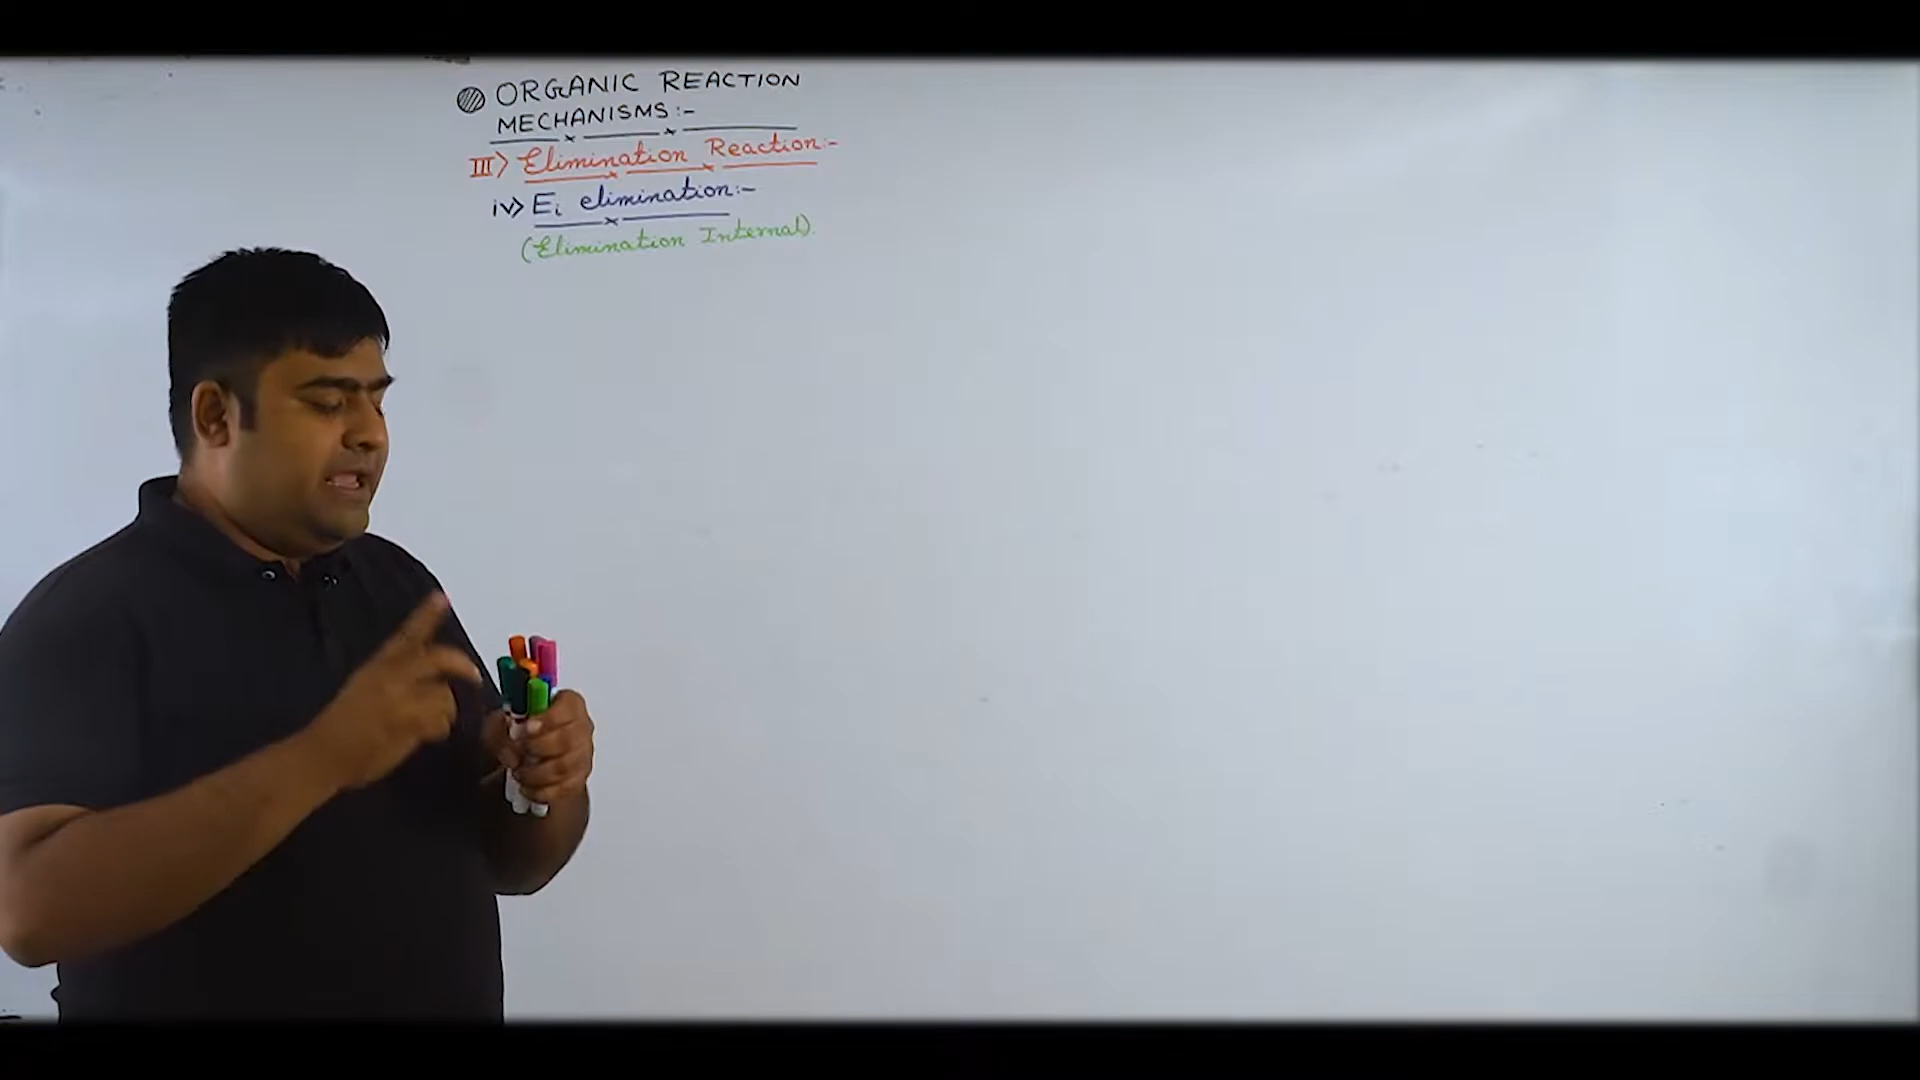 ORGANIC REACTION
MECHANISMS:-
III> Elimination Reaction:-
iv> Ei elimination:-
(Elimination Internal).